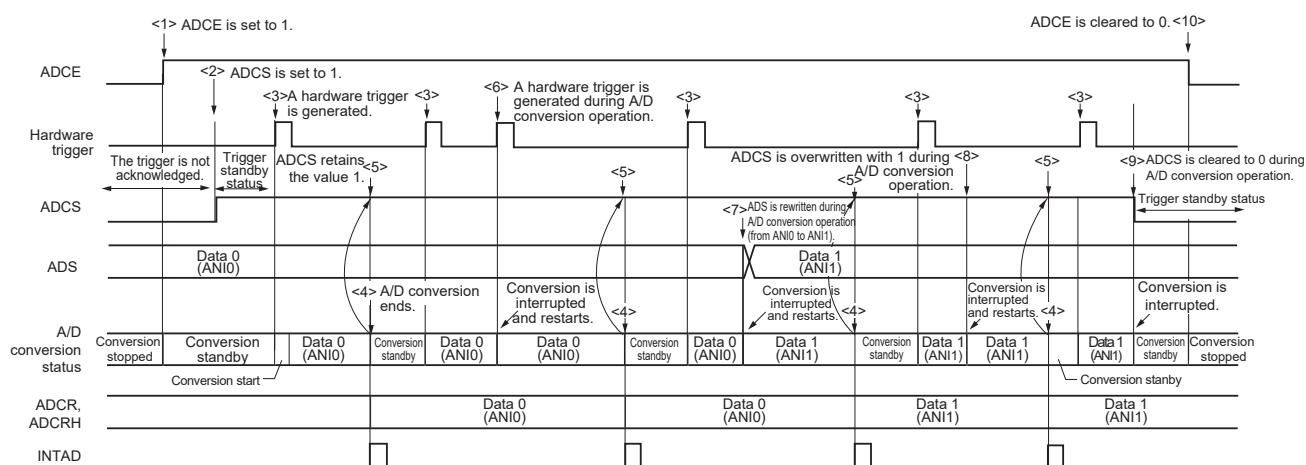 <1> ADCE is set to 1.
ADCE is cleared to 0. <10>
ADCE
<2> ADCS is set to 1.
<3> A hardware trigger
is generated.
<3>
<6> A hardware trigger is
generated during A/D
conversion operation.
<3>
<3>
<3>
Hardware
trigger
The trigger is not
acknowledged.
Trigger
standby
status
ADCS retains
the value 1.
<5>
<5>
ADCS is overwritten with 1 during
A/D conversion
operation.
<8>
<5>
<5>
<9> ADCS is cleared to 0 during
A/D conversion operation.
Trigger standby status
ADCS
<7> ADS is rewritten during
A/D conversion operation
(from ANI0 to ANI1).
ADS
Data 0
(ANI0)
Data 1
(ANI1)
<4> A/D conversion
ends.
Conversion is
interrupted
and restarts.
<4>
Conversion is
interrupted
and restarts.
<4>
Conversion is
interrupted
and restarts.
<4>
Conversion is
interrupted.
A/D
conversion
status
Conversion
stopped
Conversion
standby
Data 0
(ANI0)
Conversion
standby
Data 0
(ANI0)
Data 0
(ANI0)
Conversion
standby
Data 0
(ANI0)
Data 1
(ANI1)
Conversion
standby
Data 1
(ANI1)
Data 1
(ANI1)
Data 1
(ANI1)
Conversion
standby
Conversion
stopped
Conversion start
Conversion stanby
ADCR,
ADCRH
Data 0
(ANI0)
Data 0
(ANI0)
Data 1
(ANI1)
Data 1
(ANI1)
INTAD